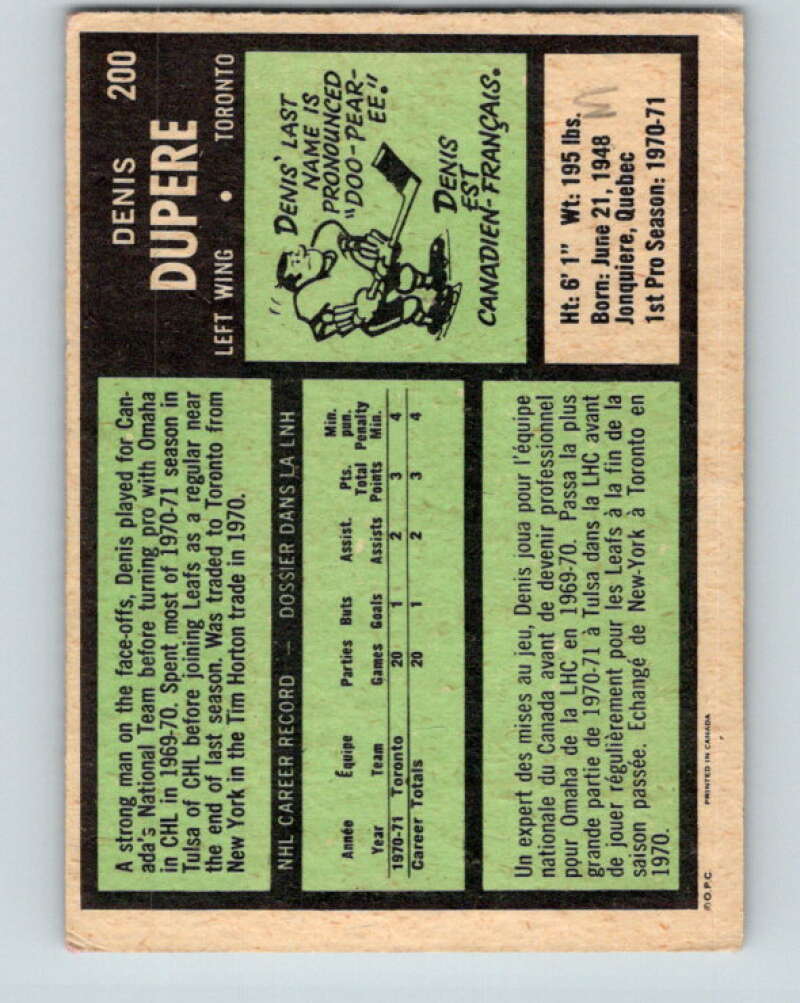 DENIS 200
DUPERE
LEFT WING • TORONTO
A strong man on the face-offs, Denis played for Can-
ada's National Team before turning pro with Omaha
in CHL in 1969-70. Spent most of 1970-71 season in
Tulsa of CHL before joining Leafs as a regular near
the end of last season. Was traded to Toronto from
New York in the Tim Horton trade in 1970.
DENIS' LAST
NAME IS
PRONOUNCED
"DOO-PEAR-
EE."
DENIS
EST
CANADIEN-FRANÇAIS.
NHL CAREER RECORD — DOSSIER DANS LA LNH
Année Équipe Parties Buts Assist. Pts. Min. pun.
Year Team Games Goals Assists Total Points Penalty Min.
1970-71 Toronto 20 1 2 3 4
Career Totals 20 1 2 3 4
Ht: 6' 1" Wt: 195 lbs.
Born: June 21, 1948
Jonquiere, Quebec
1st Pro Season: 1970-71
Un expert des mises au jeu, Denis joua pour l'équipe
nationale du Canada avant de devenir professionnel
pour Omaha de la LHC en 1969-70. Passa la plus
grande partie de 1970-71 à Tulsa dans la LHC avant
de jouer régulièrement pour les Leafs à la fin de la
saison passée. Echangé de New-York à Toronto en
1970.
© O.P.C. PRINTED IN CANADA